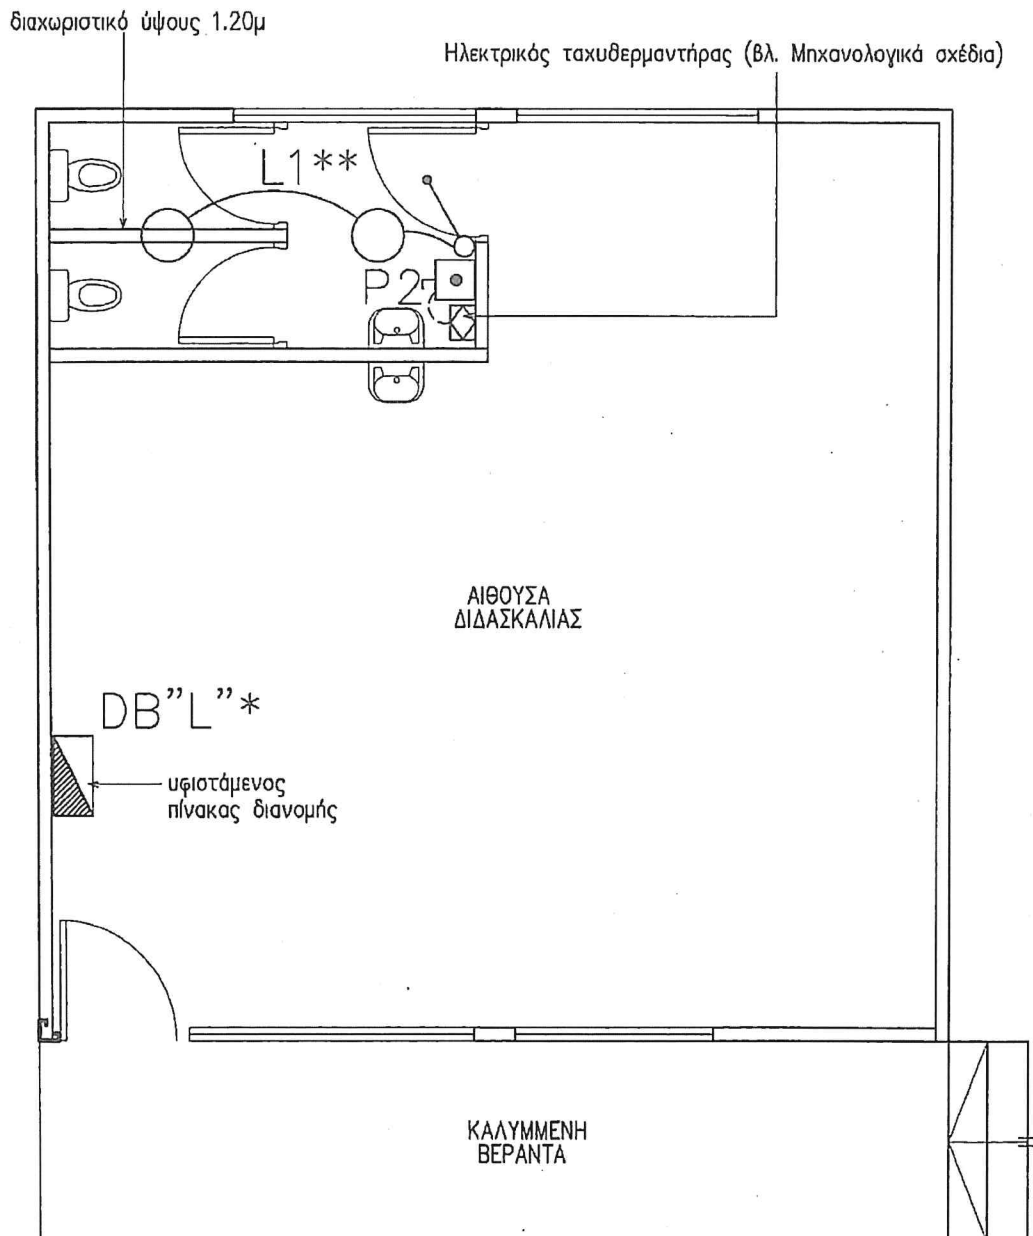 διαχωριστικό ύψους 1.20μ
Ηλεκτρικός ταχυθερμαντήρας (βλ. Μηχανολογικά σχέδια)
L1**
P2
ΑΙΘΟΥΣΑ
ΔΙΔΑΣΚΑΛΙΑΣ
DB"L"*
υφιστάμενος
πίνακας διανομής
ΚΑΛΥΜΜΕΝΗ
ΒΕΡΑΝΤΑ